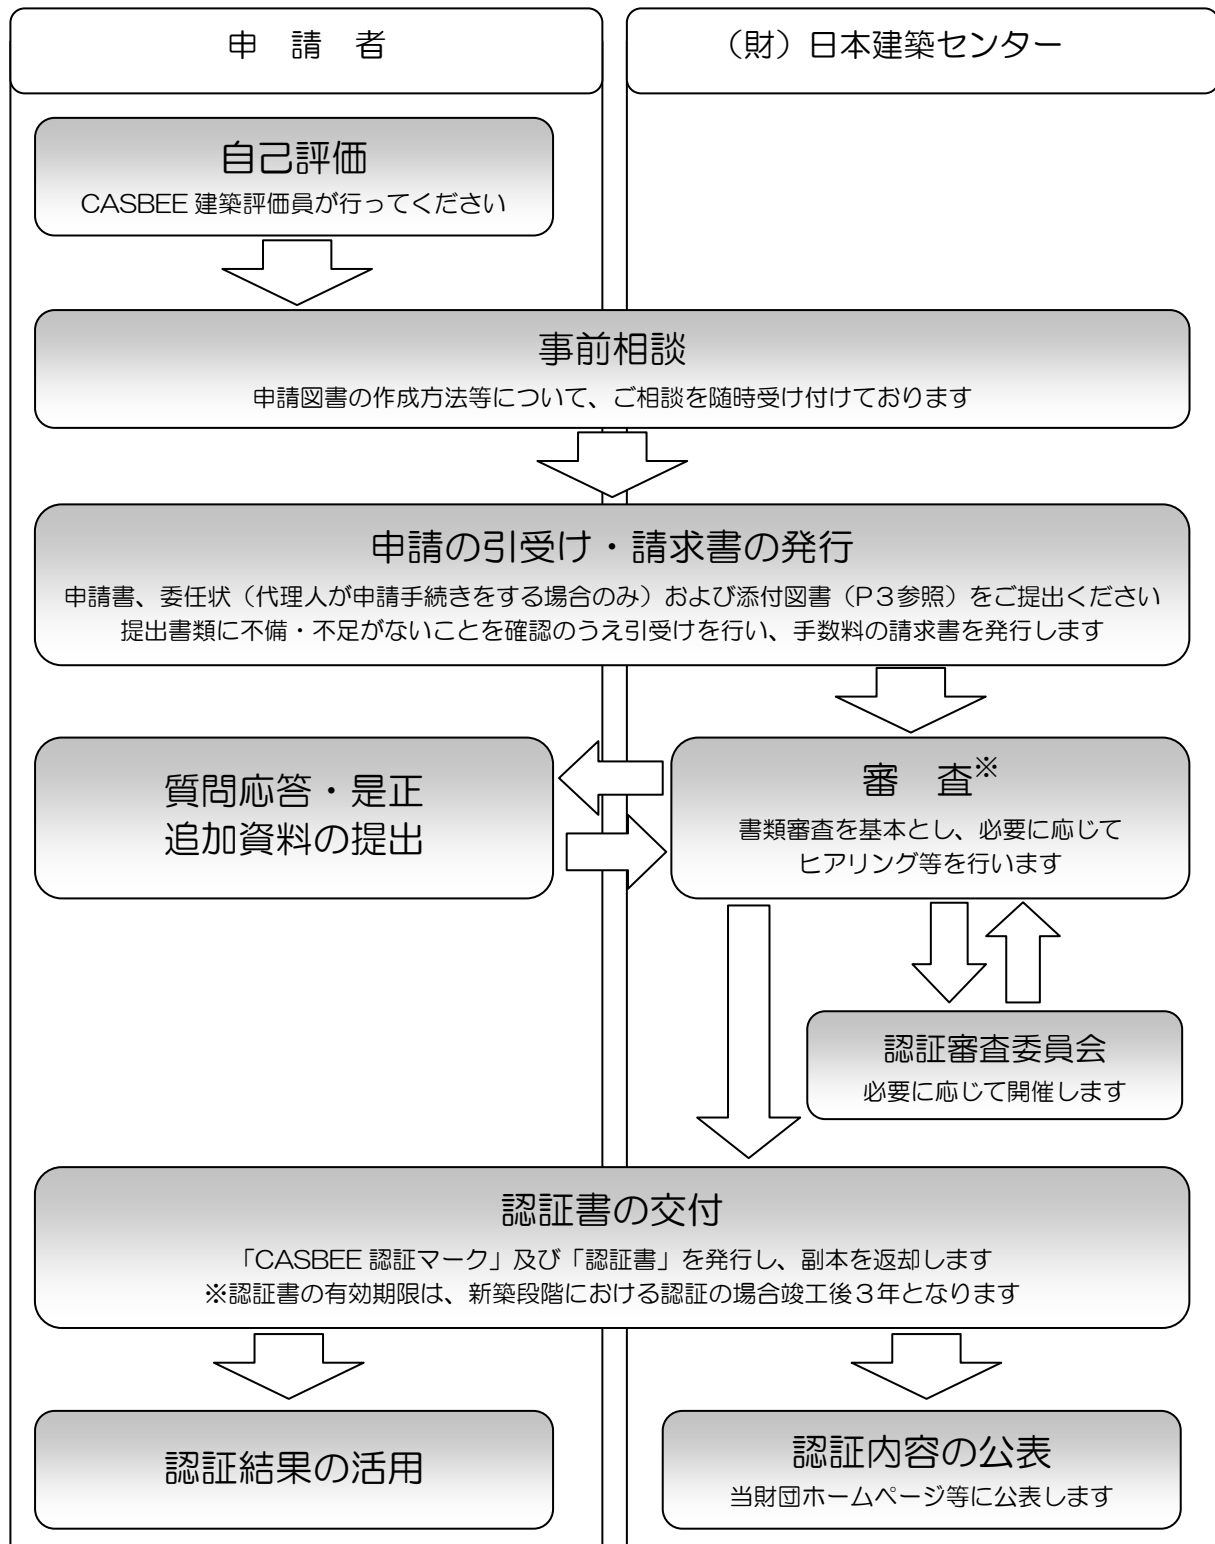 申 請 者
（財）日本建築センター
自己評価
CASBEE 建築評価員が行ってください
事前相談
申請図書の作成方法等について、ご相談を随時受け付けております
申請の引受け・請求書の発行
申請書、委任状（代理人が申請手続きをする場合のみ）および添付図書（P３参照）をご提出ください
提出書類に不備・不足がないことを確認のうえ引受けを行い、手数料の請求書を発行します
質問応答・是正
追加資料の提出
審 査※
書類審査を基本とし、必要に応じて
ヒアリング等を行います
認証審査委員会
必要に応じて開催します
認証書の交付
「CASBEE 認証マーク」及び「認証書」を発行し、副本を返却します
※認証書の有効期限は、新築段階における認証の場合竣工後３年となります
認証結果の活用
認証内容の公表
当財団ホームページ等に公表します